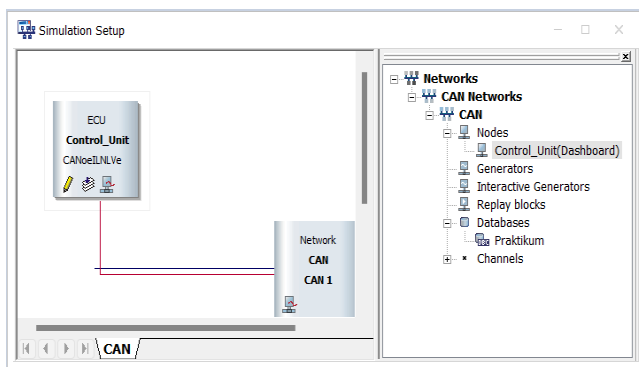 Simulation Setup
ECU
Control_Unit
CANoeILNLVe
Network
CAN
CAN 1
CAN
Networks
CAN Networks
CAN
Nodes
Control_Unit(Dashboard)
Generators
Interactive Generators
Replay blocks
Databases
Praktikum
Channels